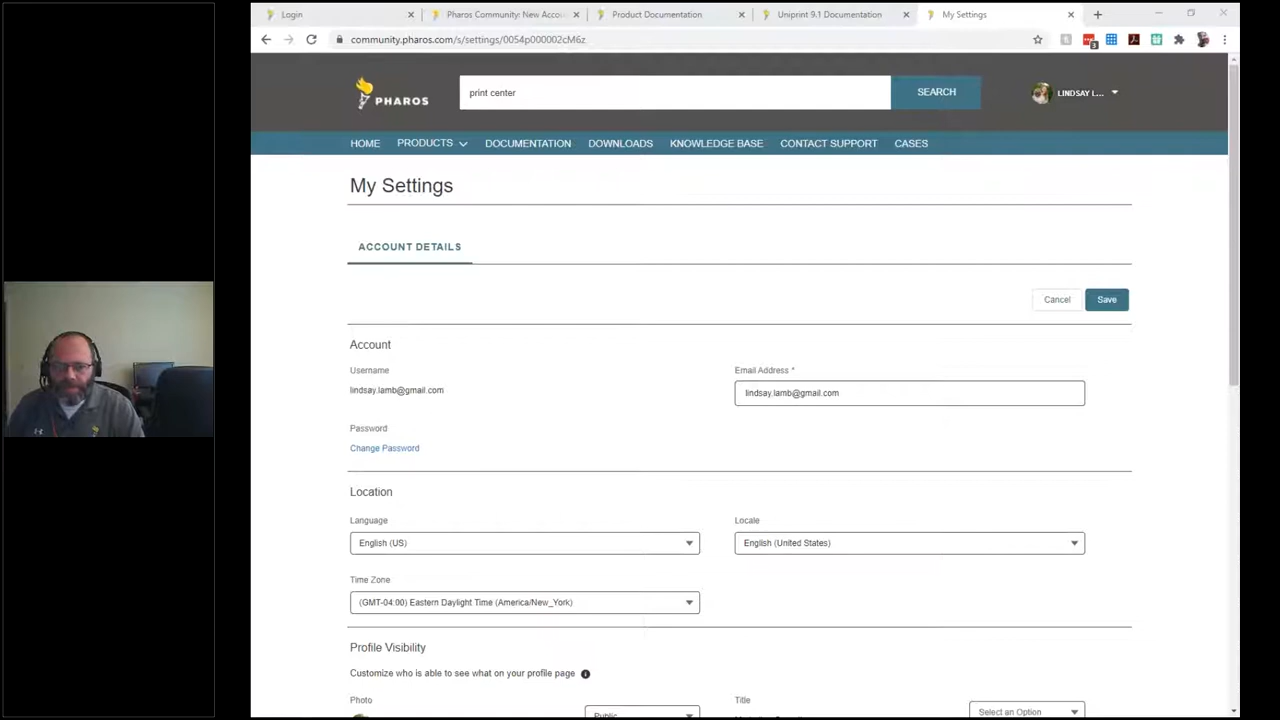 Login
Pharos Community: New Accou
Product Documentation
Uniprint 9.1 Documentation
My Settings
community.pharos.com/s/settings/0054p000002cM6z
3
PHAROS
print center
SEARCH
LINDSAY L...
HOME PRODUCTS DOCUMENTATION DOWNLOADS KNOWLEDGE BASE CONTACT SUPPORT CASES
My Settings
ACCOUNT DETAILS
Cancel Save
Account
Username
lindsay.lamb@gmail.com
Email Address *
lindsay.lamb@gmail.com
Password
Change Password
Location
Language
English (US)
Locale
English (United States)
Time Zone
(GMT-04:00) Eastern Daylight Time (America/New_York)
Profile Visibility
Customize who is able to see what on your profile page
Photo
Public
Title
Select an Option